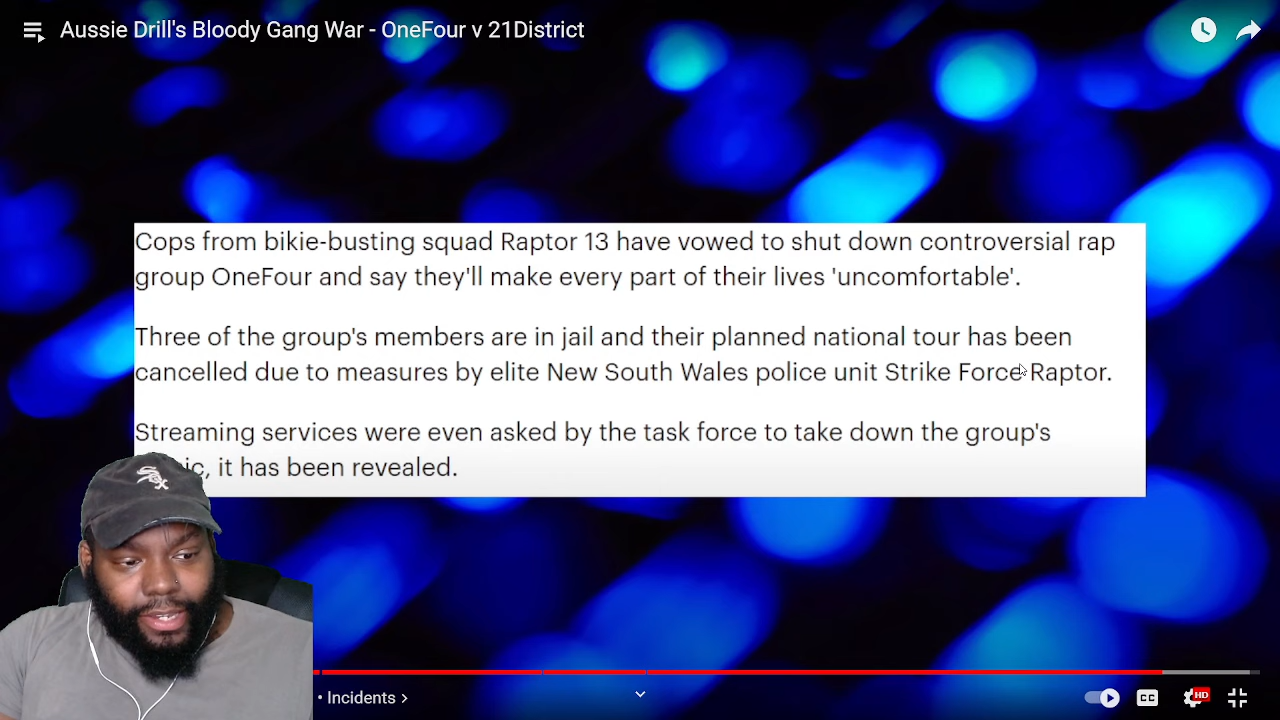 Aussie Drill's Bloody Gang War - OneFour v 21District
Cops from bikie-busting squad Raptor 13 have vowed to shut down controversial rap
group OneFour and say they'll make every part of their lives 'uncomfortable'.
Three of the group's members are in jail and their planned national tour has been
cancelled due to measures by elite New South Wales police unit Strike Force Raptor.
Streaming services were even asked by the task force to take down the group's
ic, it has been revealed.
Sox
• Incidents >
CC
HD